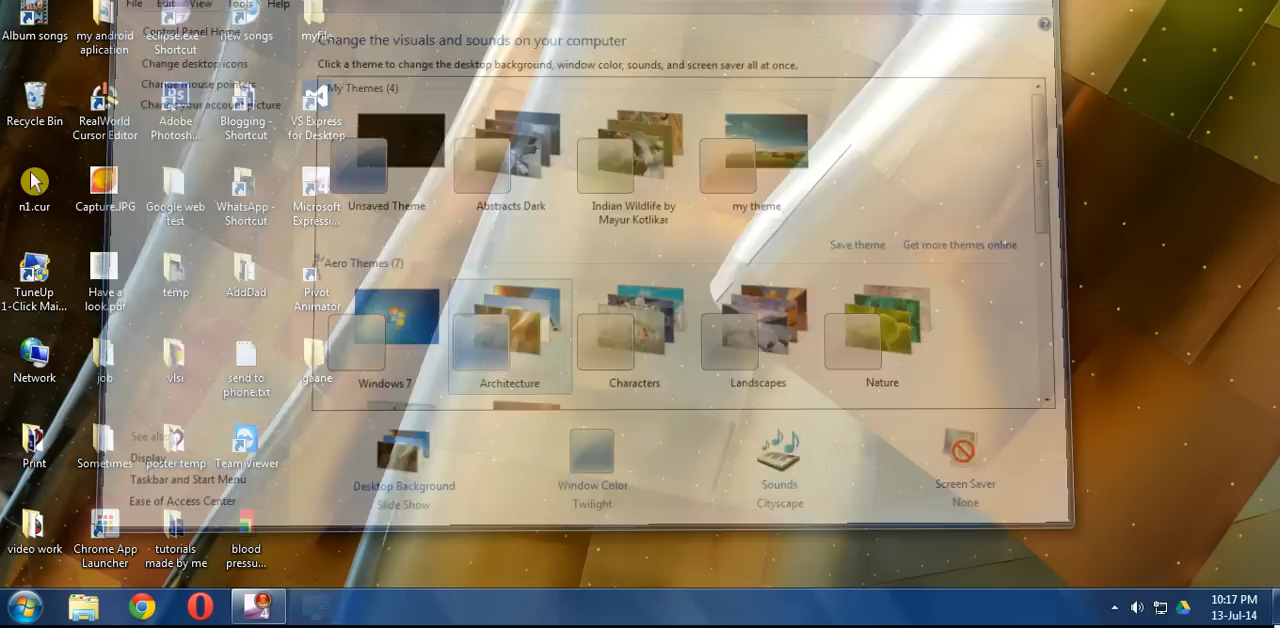 File Edit View Tools Help
Album songs
my android
aplication
eclipse.exe -
Shortcut
new songs
myfile
Control Panel Home
Change desktop icons
Change mouse pointers
Change your account picture
Change the visuals and sounds on your computer
Click a theme to change the desktop background, window color, sounds, and screen saver all at once.
My Themes (4)
Recycle Bin
RealWorld
Cursor Editor
Adobe
Photosh...
Blogging -
Shortcut
VS Express
for Desktop
Unsaved Theme
Abstracts Dark
Indian Wildlife by
Mayur Kotlikar
my theme
n1.cur
Capture.JPG
Google web
test
WhatsApp -
Shortcut
Microsoft
Expressi...
Save theme
Get more themes online
Aero Themes (7)
TuneUp
1-Click Mai...
Have a
look.pdf
temp
AddDad
Pivot
Animator
Windows 7
Architecture
Characters
Landscapes
Nature
Network
job
vlsi
send to
phone.txt
gaane
See also
Display
Taskbar and Start Menu
Ease of Access Center
Print
Sometimes
poster temp
TeamViewer
Desktop Background
Slide Show
Window Color
Twilight
Sounds
Cityscape
Screen Saver
None
video work
Chrome App
Launcher
tutorials
made by me
blood
pressu...
10:17 PM
13-Jul-14